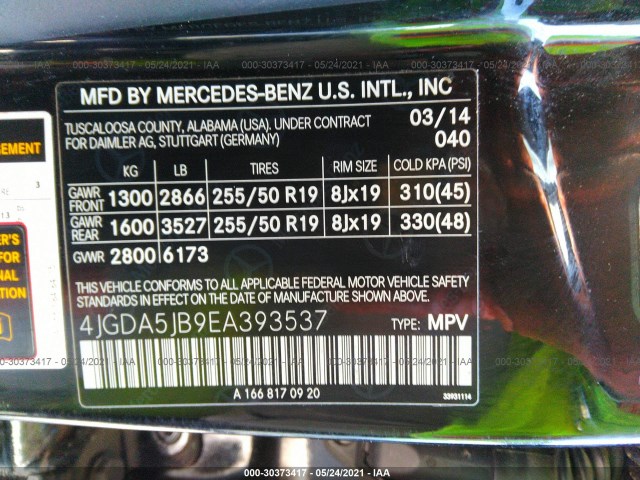 000-30373417 - 05/24/2021 - IAA
MFD BY MERCEDES-BENZ U.S. INTL., INC
TUSCALOOSA COUNTY, ALABAMA (USA). UNDER CONTRACT 03/14
FOR DAIMLER AG, STUTTGART (GERMANY) 040
KG LB TIRES RIM SIZE COLD KPA (PSI)
GAWR FRONT 1300 2866 255/50 R19 8Jx19 310(45)
GAWR REAR 1600 3527 255/50 R19 8Jx19 330(48)
GVWR 2800 6173
THIS VEHICLE CONFORMS TO ALL APPLICABLE FEDERAL MOTOR VEHICLE SAFETY
STANDARDS IN EFFECT ON THE DATE OF MANUFACTURE SHOWN ABOVE.
4JGDA5JB9EA393537 TYPE: MPV
A 166 817 09 20
33931114
000-30373417 - 05/24/2021 - IAA